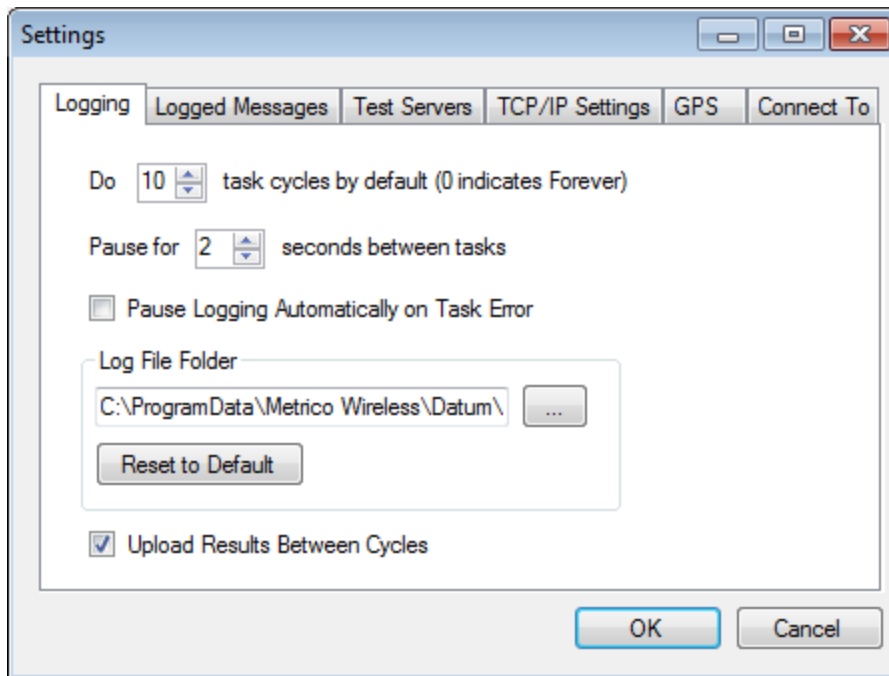 Settings
Logging Logged Messages Test Servers TCP/IP Settings GPS Connect To
Do 10 task cycles by default (0 indicates Forever)
Pause for 2 seconds between tasks
Pause Logging Automatically on Task Error
Log File Folder
C:\ProgramData\Metrico Wireless\Datum\ ...
Reset to Default
Upload Results Between Cycles
OK Cancel